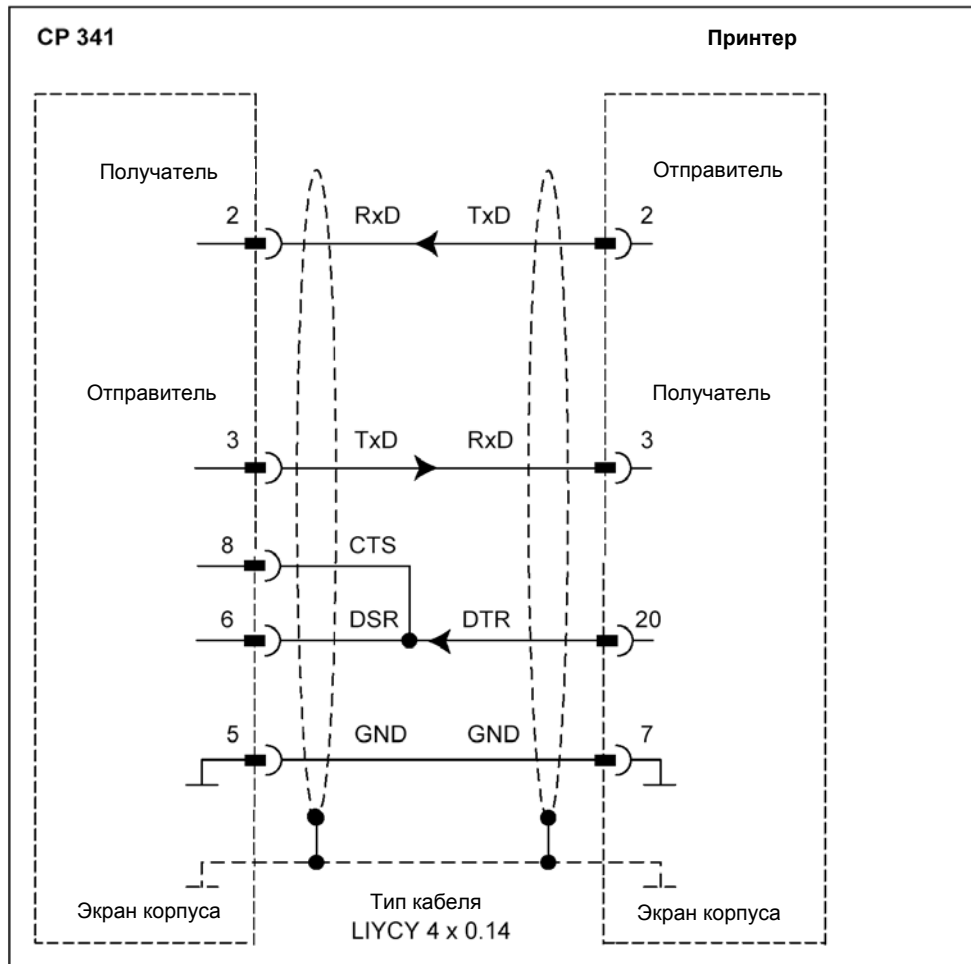 CP 341 Принтер
Получатель Отправитель
2 RxD TxD 2
Отправитель Получатель
3 TxD RxD 3
8 CTS
6 DSR DTR 20
5 GND GND 7
Экран корпуса Тип кабеля Экран корпуса
LIYCY 4 x 0.14